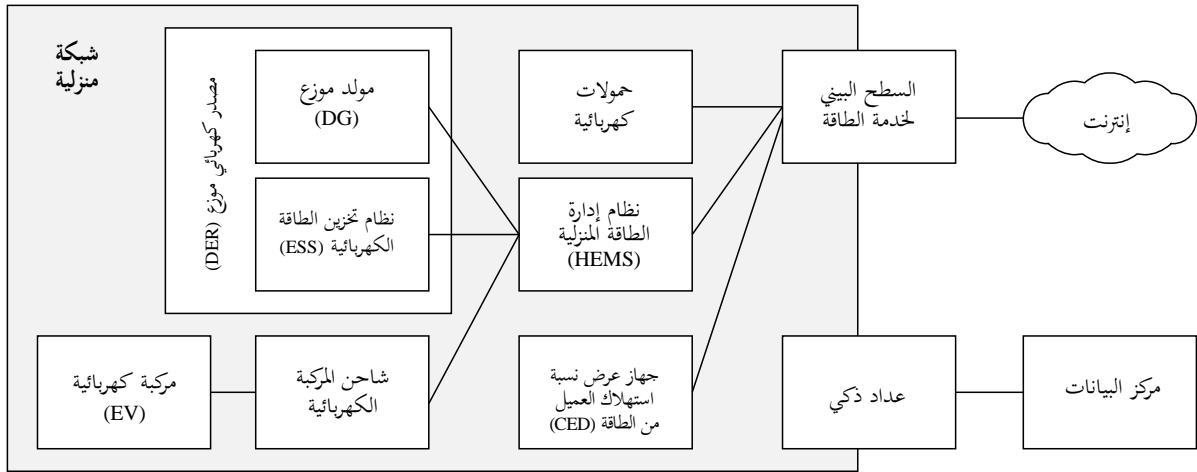 شبكة
منزلية
مصدر كهربائي موزع (DER)
مولد موزع
(DG)
نظام تخزين الطاقة
الكهربائية (ESS)
حمولات
كهربائية
نظام إدارة
الطاقة المنزلية
(HEMS)
السطح البيني
لخدمة الطاقة
إنترنت
مركبة كهربائية
(EV)
شاحن المركبة
الكهربائية
جهاز عرض نسبة
استهلاك العميل
من الطاقة (CED)
عداد ذكي
مركز البيانات